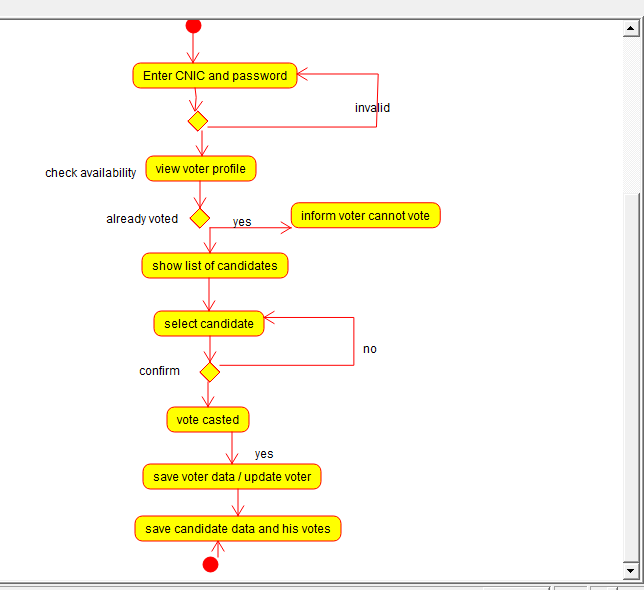 Enter CNIC and password
invalid
check availability
view voter profile
already voted
yes
inform voter cannot vote
show list of candidates
select candidate
no
confirm
vote casted
yes
save voter data / update voter
save candidate data and his votes